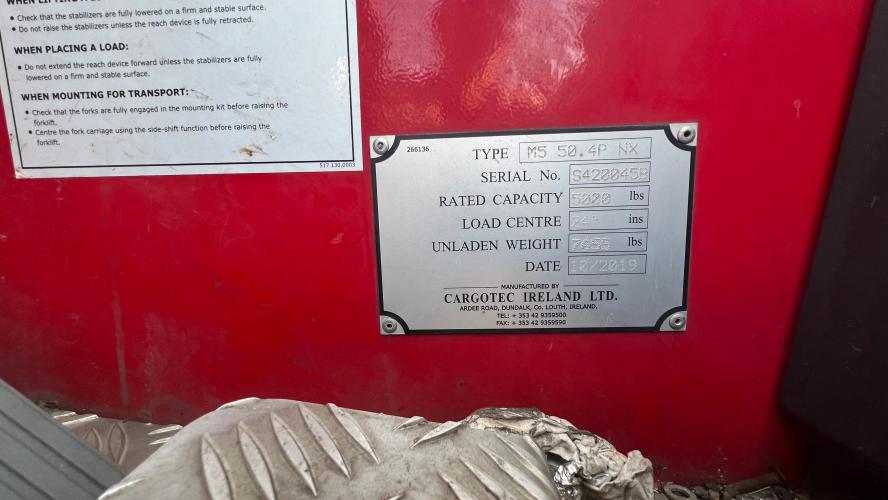 • Check that the stabilizers are fully lowered on a firm and stable surface.
• Do not raise the stabilizers unless the reach device is fully retracted.
WHEN PLACING A LOAD:
• Do not extend the reach device forward unless the stabilizers are fully
lowered on a firm and stable surface.
WHEN MOUNTING FOR TRANSPORT:
• Check that the forks are fully engaged in the mounting kit before raising the
forklift.
• Centre the fork carriage using the side-shift function before raising the
forklift.
517.130.0003
266136
TYPE M5 50.4P NX
SERIAL No. S420045B
RATED CAPACITY 5000 lbs
LOAD CENTRE 24" ins
UNLADEN WEIGHT lbs
DATE 10/2019
MANUFACTURED BY
CARGOTEC IRELAND LTD.
ARDEE ROAD, DUNDALK, Co. LOUTH, IRELAND.
TEL: + 353 42 9359500
FAX: + 353 42 9359590